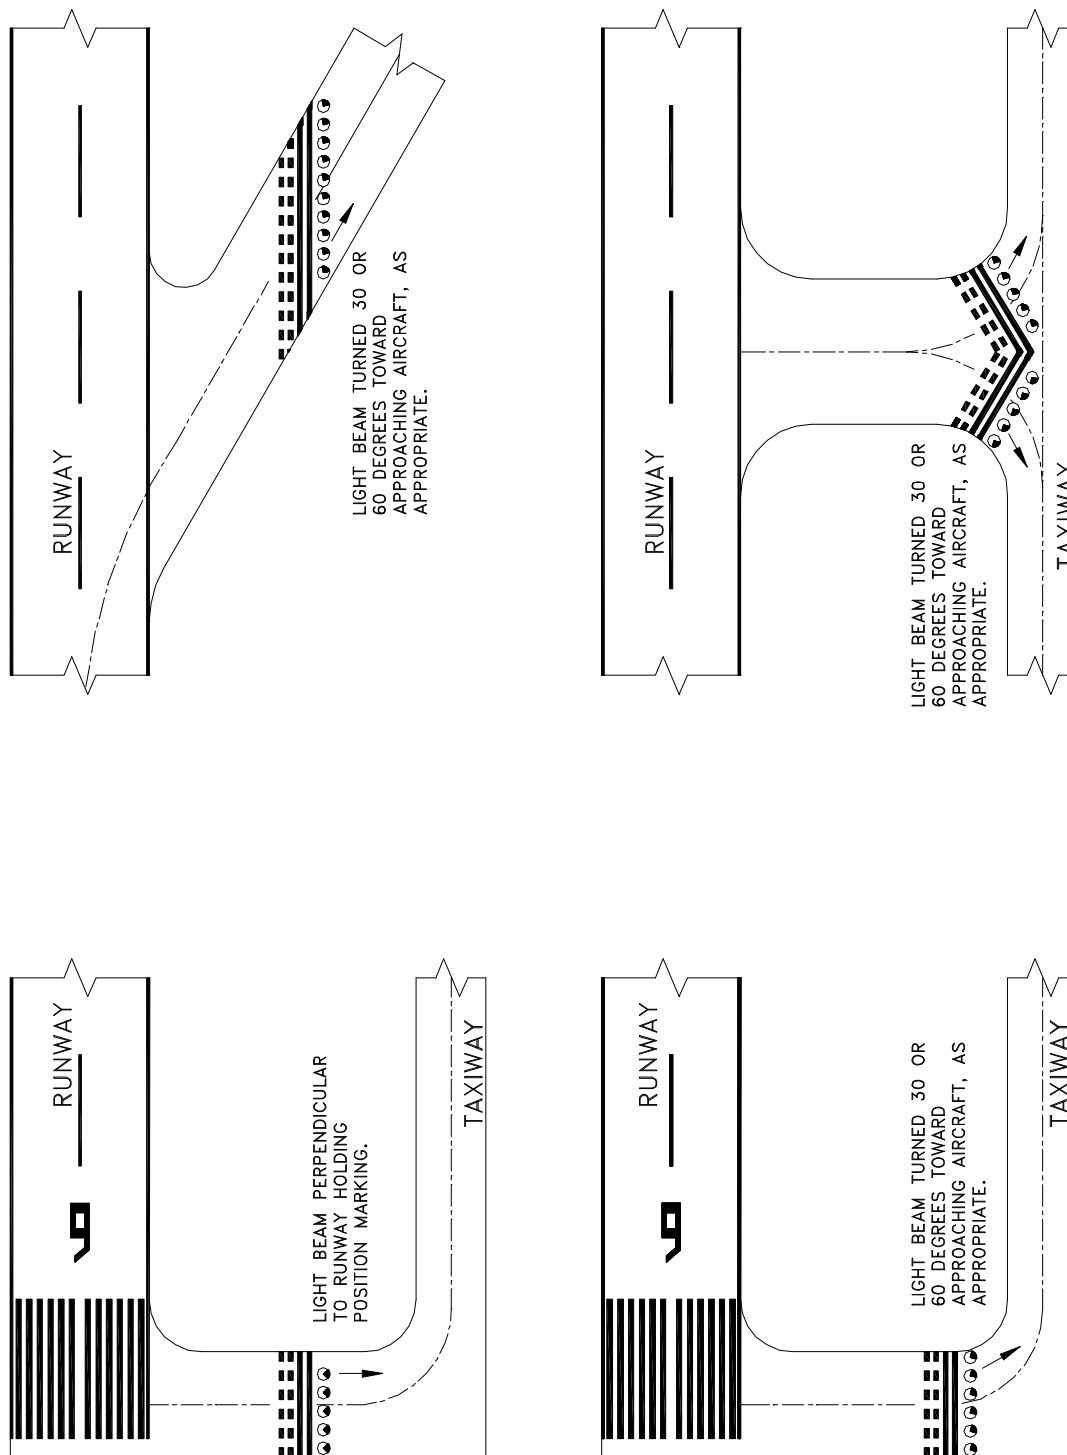 RUNWAY
LIGHT BEAM TURNED 30 OR
60 DEGREES TOWARD
APPROACHING AIRCRAFT, AS
APPROPRIATE.
RUNWAY
LIGHT BEAM TURNED 30 OR
60 DEGREES TOWARD
APPROACHING AIRCRAFT, AS
APPROPRIATE.
TAXIWAY
RUNWAY
9
LIGHT BEAM PERPENDICULAR
TO RUNWAY HOLDING
POSITION MARKING.
TAXIWAY
RUNWAY
9
LIGHT BEAM TURNED 30 OR
60 DEGREES TOWARD
APPROACHING AIRCRAFT, AS
APPROPRIATE.
TAXIWAY